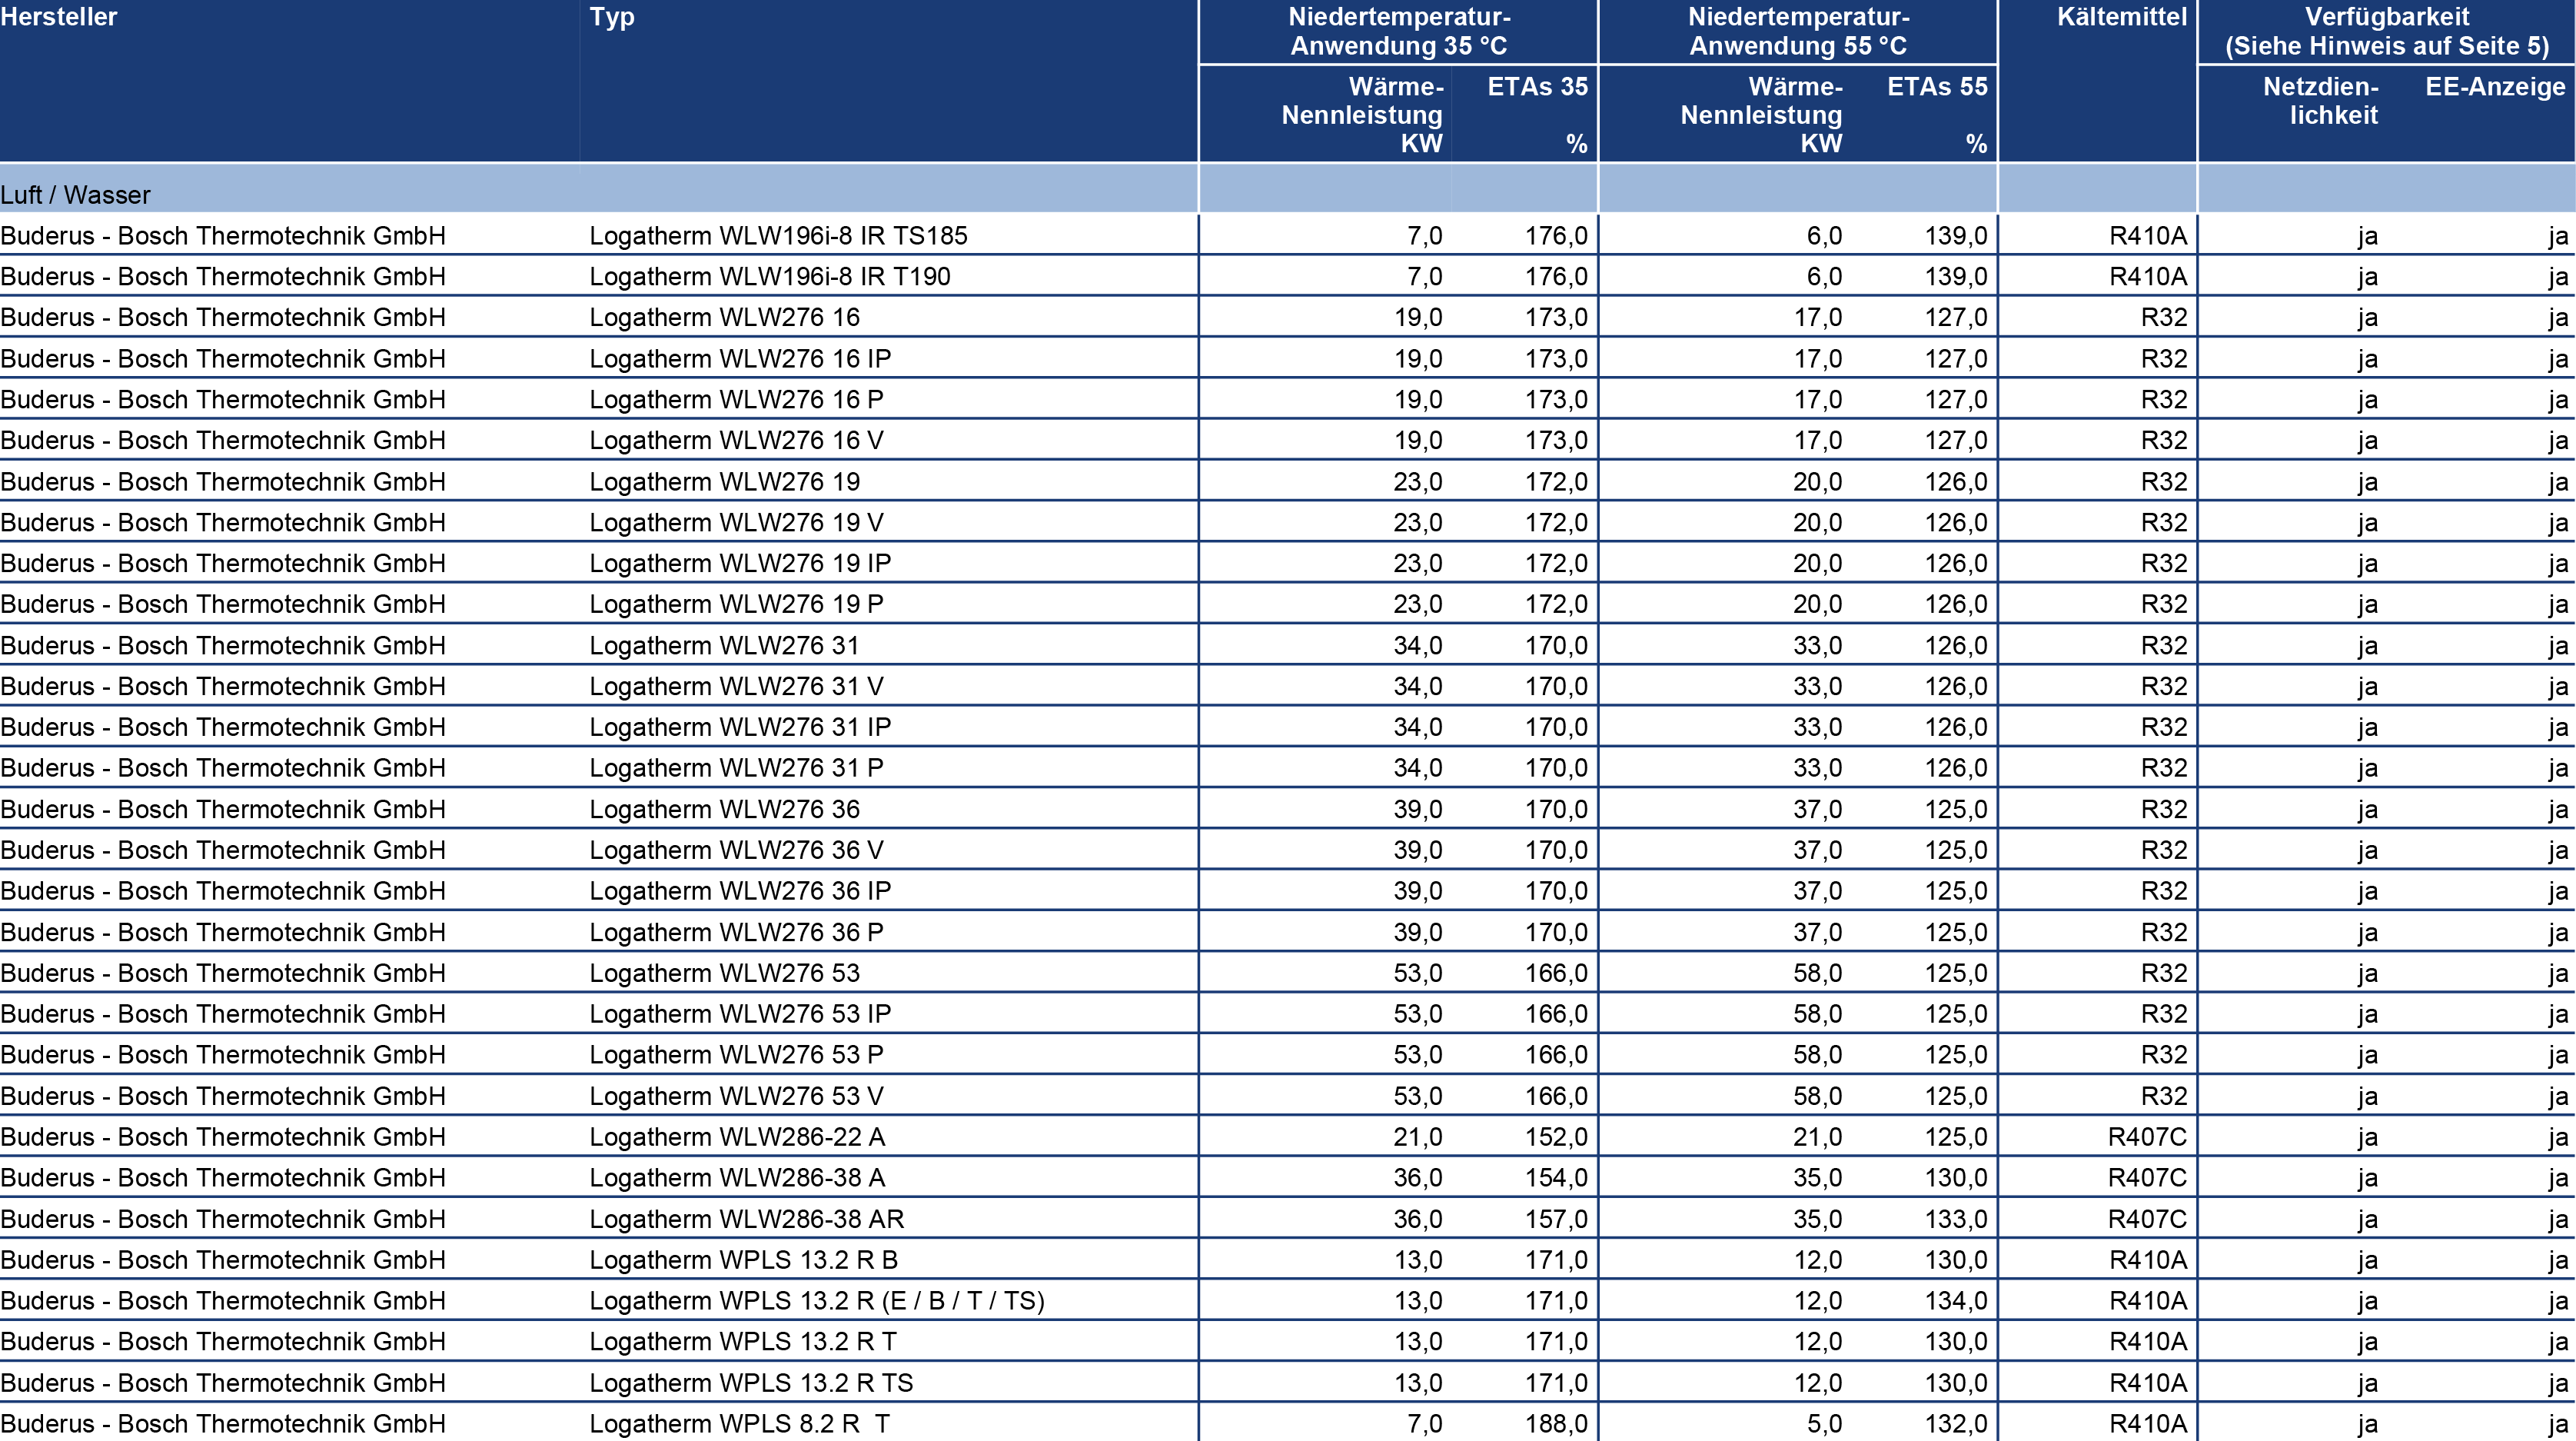 Hersteller Typ Niedertemperatur- Niedertemperatur- Kältemittel Verfügbarkeit
Anwendung 35 °C Anwendung 55 °C (Siehe Hinweis auf Seite 5)
Wärme- ETAs 35 Wärme- ETAs 55 Netzdien- EE-Anzeige
Nennleistung Nennleistung lichkeit
KW % KW %
Luft / Wasser
Buderus - Bosch Thermotechnik GmbH Logatherm WLW196i-8 IR TS185 7,0 176,0 6,0 139,0 R410A ja ja
Buderus - Bosch Thermotechnik GmbH Logatherm WLW196i-8 IR T190 7,0 176,0 6,0 139,0 R410A ja ja
Buderus - Bosch Thermotechnik GmbH Logatherm WLW276 16 19,0 173,0 17,0 127,0 R32 ja ja
Buderus - Bosch Thermotechnik GmbH Logatherm WLW276 16 IP 19,0 173,0 17,0 127,0 R32 ja ja
Buderus - Bosch Thermotechnik GmbH Logatherm WLW276 16 P 19,0 173,0 17,0 127,0 R32 ja ja
Buderus - Bosch Thermotechnik GmbH Logatherm WLW276 16 V 19,0 173,0 17,0 127,0 R32 ja ja
Buderus - Bosch Thermotechnik GmbH Logatherm WLW276 19 23,0 172,0 20,0 126,0 R32 ja ja
Buderus - Bosch Thermotechnik GmbH Logatherm WLW276 19 V 23,0 172,0 20,0 126,0 R32 ja ja
Buderus - Bosch Thermotechnik GmbH Logatherm WLW276 19 IP 23,0 172,0 20,0 126,0 R32 ja ja
Buderus - Bosch Thermotechnik GmbH Logatherm WLW276 19 P 23,0 172,0 20,0 126,0 R32 ja ja
Buderus - Bosch Thermotechnik GmbH Logatherm WLW276 31 34,0 170,0 33,0 126,0 R32 ja ja
Buderus - Bosch Thermotechnik GmbH Logatherm WLW276 31 V 34,0 170,0 33,0 126,0 R32 ja ja
Buderus - Bosch Thermotechnik GmbH Logatherm WLW276 31 IP 34,0 170,0 33,0 126,0 R32 ja ja
Buderus - Bosch Thermotechnik GmbH Logatherm WLW276 31 P 34,0 170,0 33,0 126,0 R32 ja ja
Buderus - Bosch Thermotechnik GmbH Logatherm WLW276 36 39,0 170,0 37,0 125,0 R32 ja ja
Buderus - Bosch Thermotechnik GmbH Logatherm WLW276 36 V 39,0 170,0 37,0 125,0 R32 ja ja
Buderus - Bosch Thermotechnik GmbH Logatherm WLW276 36 IP 39,0 170,0 37,0 125,0 R32 ja ja
Buderus - Bosch Thermotechnik GmbH Logatherm WLW276 36 P 39,0 170,0 37,0 125,0 R32 ja ja
Buderus - Bosch Thermotechnik GmbH Logatherm WLW276 53 53,0 166,0 58,0 125,0 R32 ja ja
Buderus - Bosch Thermotechnik GmbH Logatherm WLW276 53 IP 53,0 166,0 58,0 125,0 R32 ja ja
Buderus - Bosch Thermotechnik GmbH Logatherm WLW276 53 P 53,0 166,0 58,0 125,0 R32 ja ja
Buderus - Bosch Thermotechnik GmbH Logatherm WLW276 53 V 53,0 166,0 58,0 125,0 R32 ja ja
Buderus - Bosch Thermotechnik GmbH Logatherm WLW286-22 A 21,0 152,0 21,0 125,0 R407C ja ja
Buderus - Bosch Thermotechnik GmbH Logatherm WLW286-38 A 36,0 154,0 35,0 130,0 R407C ja ja
Buderus - Bosch Thermotechnik GmbH Logatherm WLW286-38 AR 36,0 157,0 35,0 133,0 R407C ja ja
Buderus - Bosch Thermotechnik GmbH Logatherm WPLS 13.2 R B 13,0 171,0 12,0 130,0 R410A ja ja
Buderus - Bosch Thermotechnik GmbH Logatherm WPLS 13.2 R (E / B / T / TS) 13,0 171,0 12,0 134,0 R410A ja ja
Buderus - Bosch Thermotechnik GmbH Logatherm WPLS 13.2 R T 13,0 171,0 12,0 130,0 R410A ja ja
Buderus - Bosch Thermotechnik GmbH Logatherm WPLS 13.2 R TS 13,0 171,0 12,0 130,0 R410A ja ja
Buderus - Bosch Thermotechnik GmbH Logatherm WPLS 8.2 R T 7,0 188,0 5,0 132,0 R410A ja ja